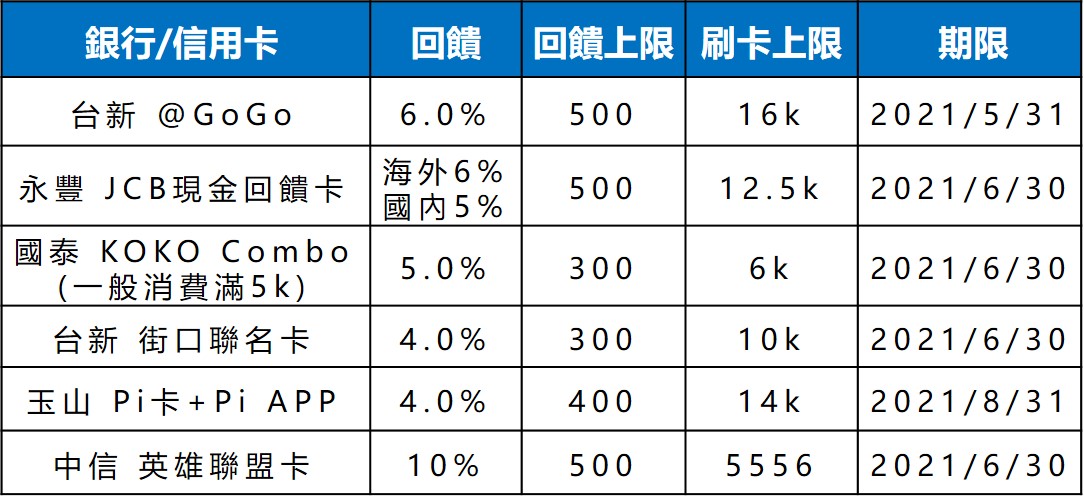 銀行/信用卡 回饋 回饋上限 刷卡上限 期限
台新 @GoGo 6.0% 500 16k 2021/5/31
永豐 JCB現金回饋卡 海外6% 500 12.5k 2021/6/30
國內5%
國泰 KOKO Combo 5.0% 300 6k 2021/6/30
(一般消費滿5k)
台新 街口聯名卡 4.0% 300 10k 2021/6/30
玉山 Pi卡+Pi APP 4.0% 400 14k 2021/8/31
中信 英雄聯盟卡 10% 500 5556 2021/6/30